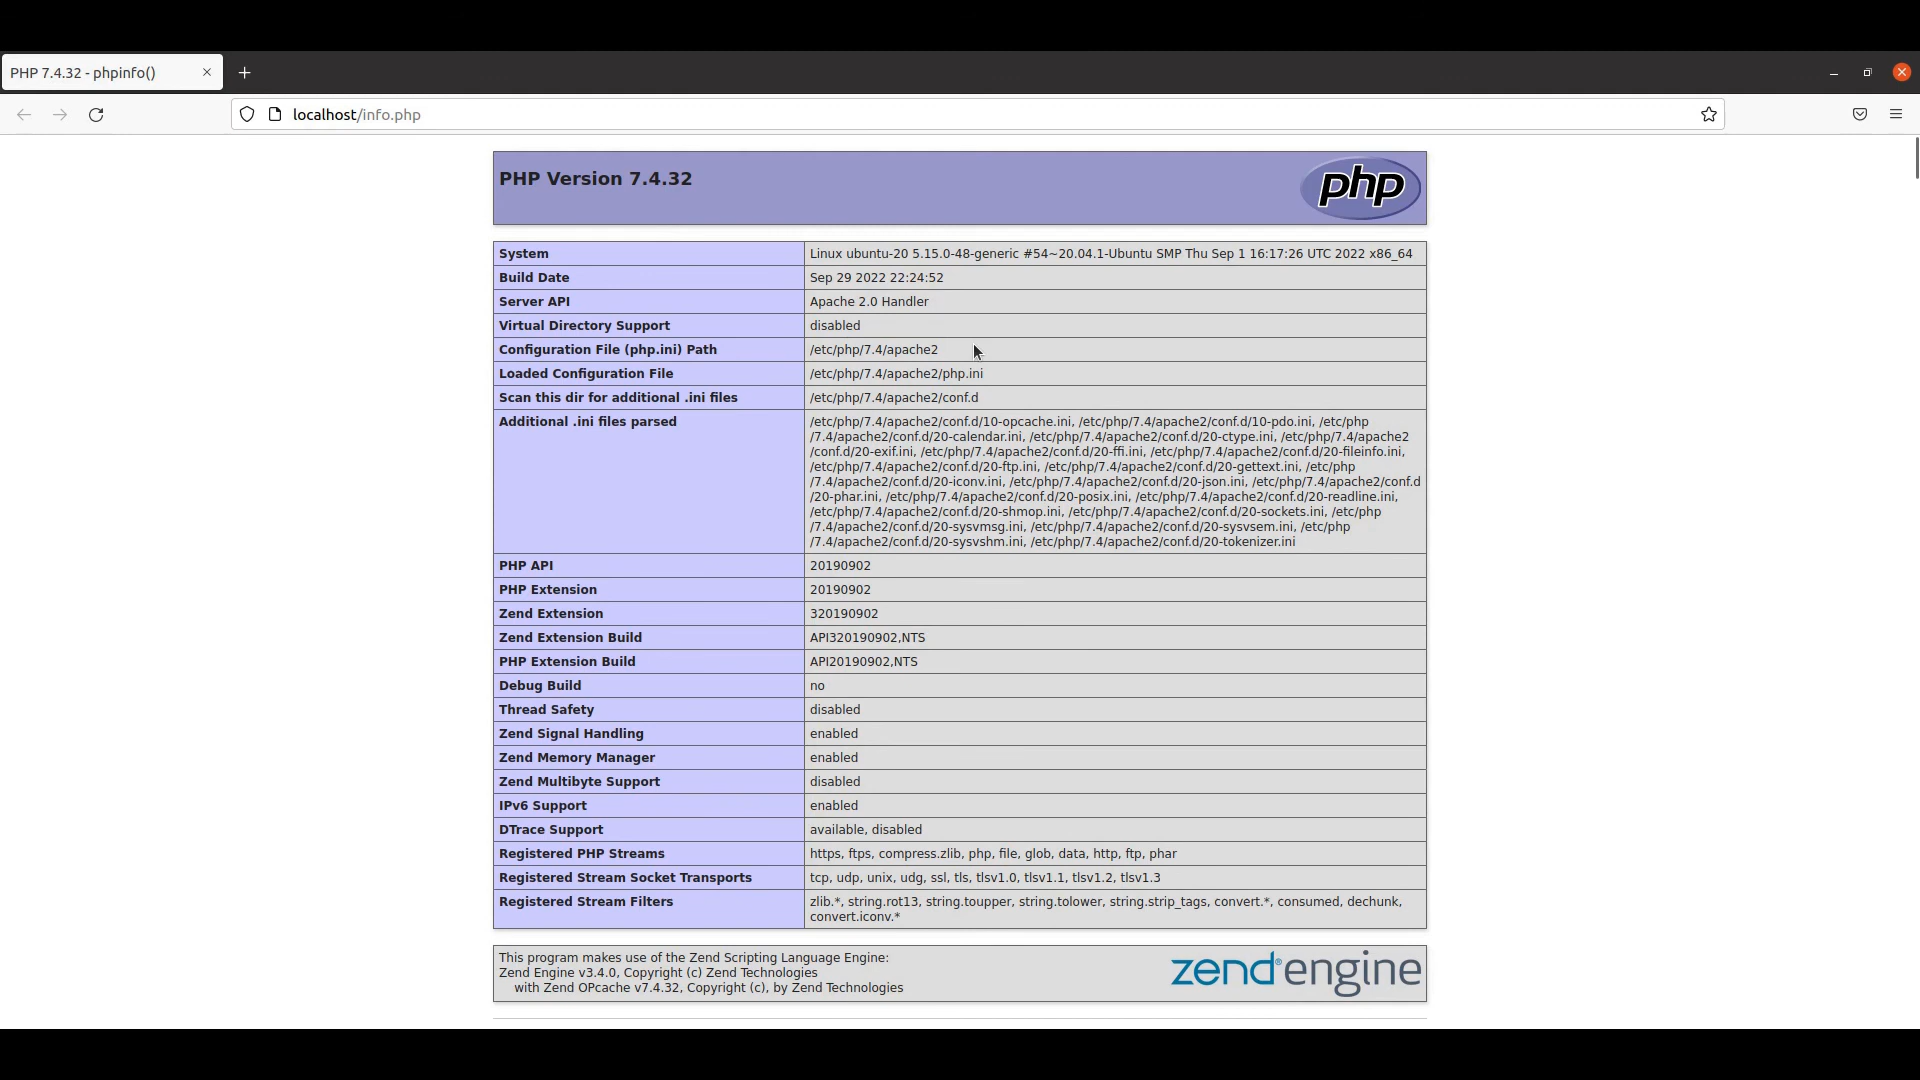 PHP 7.4.32 - phpinfo()
localhost/info.php
PHP Version 7.4.32
php
System Linux ubuntu-20 5.15.0-48-generic #54~20.04.1-Ubuntu SMP Thu Sep 1 16:17:26 UTC 2022 x86_64
Build Date Sep 29 2022 22:24:52
Server API Apache 2.0 Handler
Virtual Directory Support disabled
Configuration File (php.ini) Path /etc/php/7.4/apache2
Loaded Configuration File /etc/php/7.4/apache2/php.ini
Scan this dir for additional .ini files /etc/php/7.4/apache2/conf.d
Additional .ini files parsed /etc/php/7.4/apache2/conf.d/10-opcache.ini, /etc/php/7.4/apache2/conf.d/10-pdo.ini, /etc/php
/7.4/apache2/conf.d/20-calendar.ini, /etc/php/7.4/apache2/conf.d/20-ctype.ini, /etc/php/7.4/apache2
/conf.d/20-exif.ini, /etc/php/7.4/apache2/conf.d/20-ffi.ini, /etc/php/7.4/apache2/conf.d/20-fileinfo.ini,
/etc/php/7.4/apache2/conf.d/20-ftp.ini, /etc/php/7.4/apache2/conf.d/20-gettext.ini, /etc/php
/7.4/apache2/conf.d/20-iconv.ini, /etc/php/7.4/apache2/conf.d/20-json.ini, /etc/php/7.4/apache2/conf.d
/20-phar.ini, /etc/php/7.4/apache2/conf.d/20-posix.ini, /etc/php/7.4/apache2/conf.d/20-readline.ini,
/etc/php/7.4/apache2/conf.d/20-shmop.ini, /etc/php/7.4/apache2/conf.d/20-sockets.ini, /etc/php
/7.4/apache2/conf.d/20-sysvmsg.ini, /etc/php/7.4/apache2/conf.d/20-sysvsem.ini, /etc/php
/7.4/apache2/conf.d/20-sysvshm.ini, /etc/php/7.4/apache2/conf.d/20-tokenizer.ini
PHP API 20190902
PHP Extension 20190902
Zend Extension 320190902
Zend Extension Build API320190902,NTS
PHP Extension Build API20190902,NTS
Debug Build no
Thread Safety disabled
Zend Signal Handling enabled
Zend Memory Manager enabled
Zend Multibyte Support disabled
IPv6 Support enabled
DTrace Support available, disabled
Registered PHP Streams https, ftps, compress.zlib, php, file, glob, data, http, ftp, phar
Registered Stream Socket Transports tcp, udp, unix, udg, ssl, tls, tlsv1.0, tlsv1.1, tlsv1.2, tlsv1.3
Registered Stream Filters zlib.*, string.rot13, string.toupper, string.tolower, string.strip_tags, convert.*, consumed, dechunk,
convert.iconv.*
This program makes use of the Zend Scripting Language Engine:
Zend Engine v3.4.0, Copyright (c) Zend Technologies
with Zend OPcache v7.4.32, Copyright (c), by Zend Technologies
zend® engine